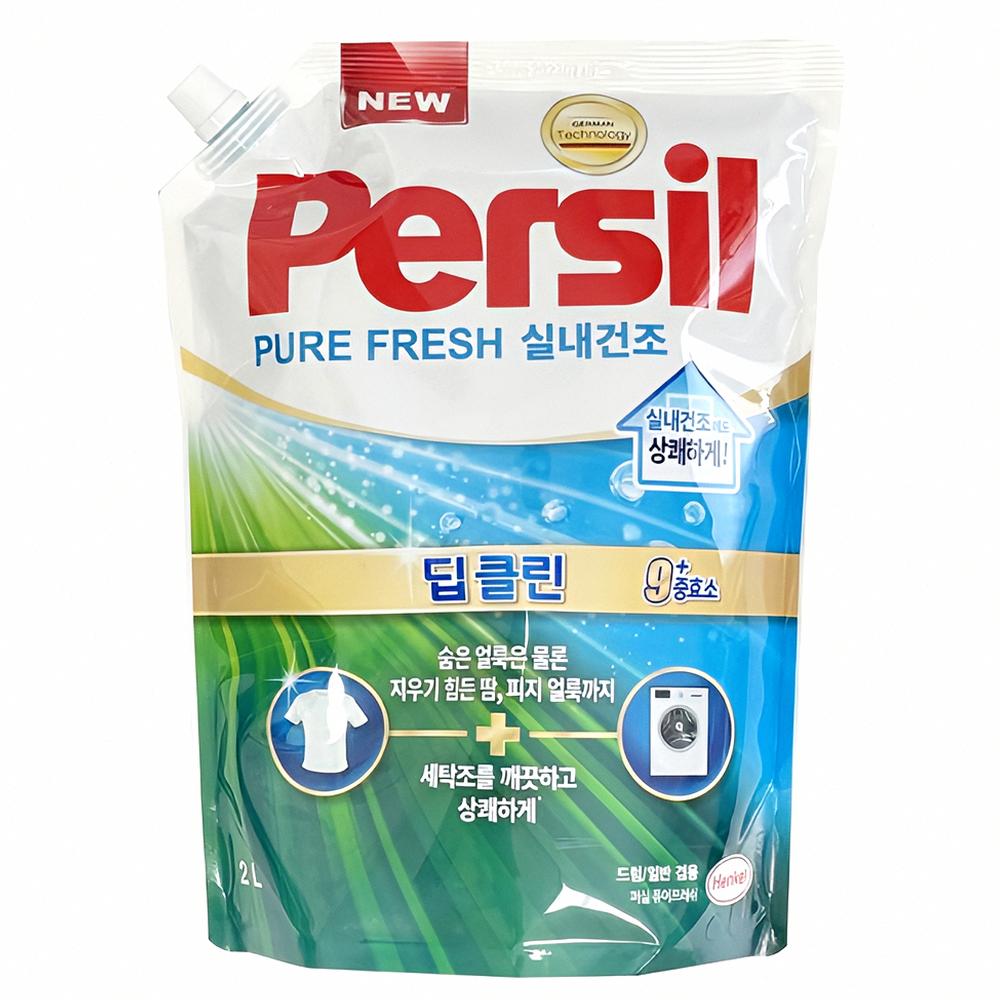 NEW
GERMAN
Technology
Persil
PURE FRESH 실내건조
실내건조에도
상쾌하게!
딥 클린
9+중효소
숨은 얼룩은 물론
지우기 힘든 땀, 피지 얼룩까지
세탁조를 깨끗하고
상쾌하게
2 L
드럼/일반 겸용
퍼실 퓨어프레쉬
Henkel